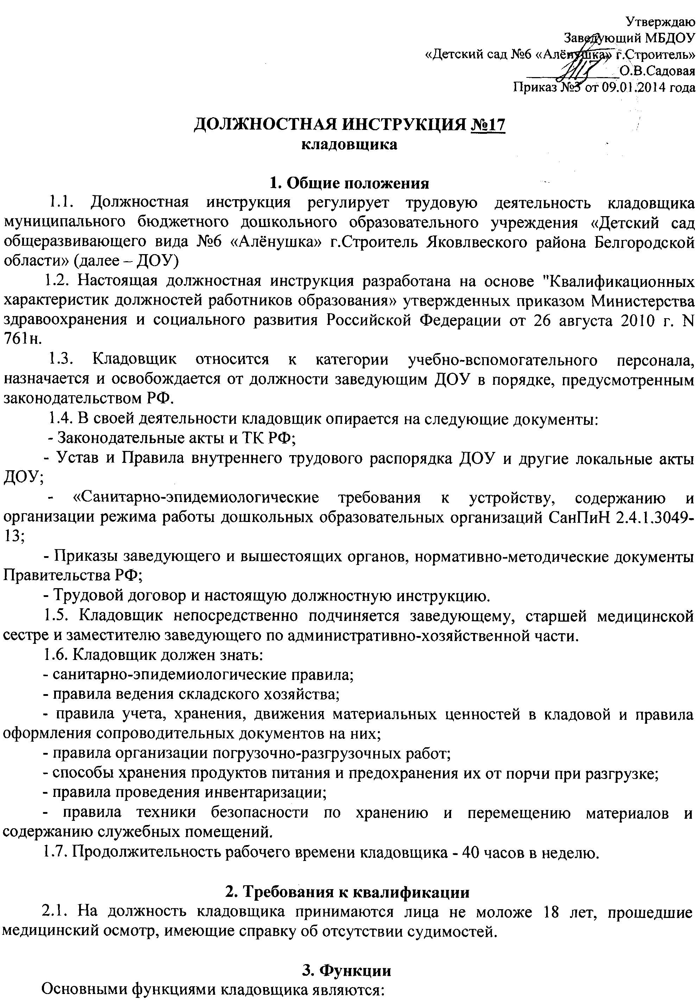 Утверждаю
Заведующий МБДОУ
«Детский сад №6 «Алёнушка» г.Строитель»
О.В.Садовая
Приказ №3 от 09.01.2014 года
ДОЛЖНОСТНАЯ ИНСТРУКЦИЯ №17
кладовщика
1. Общие положения
1.1. Должностная инструкция регулирует трудовую деятельность кладовщика
муниципального бюджетного дошкольного образовательного учреждения «Детский сад
общеразвивающего вида №6 «Алёнушка» г.Строитель Яковлвеского района Белгородской
области» (далее – ДОУ)
1.2. Настоящая должностная инструкция разработана на основе "Квалификационных
характеристик должностей работников образования» утвержденных приказом Министерства
здравоохранения и социального развития Российской Федерации от 26 августа 2010 г. N
761н.
1.3. Кладовщик относится к категории учебно-вспомогательного персонала,
назначается и освобождается от должности заведующим ДОУ в порядке, предусмотренным
законодательством РФ.
1.4. В своей деятельности кладовщик опирается на следующие документы:
- Законодательные акты и ТК РФ;
- Устав и Правила внутреннего трудового распорядка ДОУ и другие локальные акты
ДОУ;
- «Санитарно-эпидемиологические требования к устройству, содержанию и
организации режима работы дошкольных образовательных организаций СанПиН 2.4.1.3049-
13;
- Приказы заведующего и вышестоящих органов, нормативно-методические документы
Правительства РФ;
- Трудовой договор и настоящую должностную инструкцию.
1.5. Кладовщик непосредственно подчиняется заведующему, старшей медицинской
сестре и заместителю заведующего по административно-хозяйственной части.
1.6. Кладовщик должен знать:
- санитарно-эпидемиологические правила;
- правила ведения складского хозяйства;
- правила учета, хранения, движения материальных ценностей в кладовой и правила
оформления сопроводительных документов на них;
- правила организации погрузочно-разгрузочных работ;
- способы хранения продуктов питания и предохранения их от порчи при разгрузке;
- правила проведения инвентаризации;
- правила техники безопасности по хранению и перемещению материалов и
содержанию служебных помещений.
1.7. Продолжительность рабочего времени кладовщика - 40 часов в неделю.
2. Требования к квалификации
2.1. На должность кладовщика принимаются лица не моложе 18 лет, прошедшие
медицинский осмотр, имеющие справку об отсутствии судимостей.
3. Функции
Основными функциями кладовщика являются: